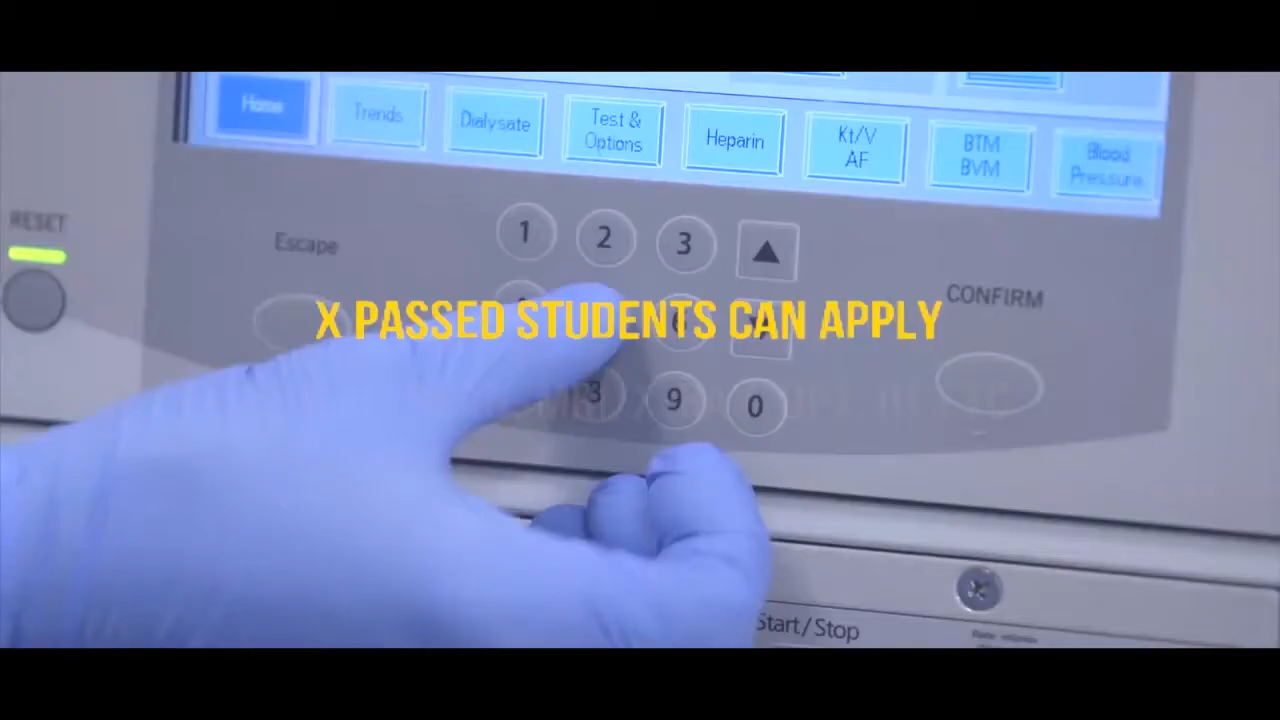 Home
Trends
Dialysate
Test &
Options
Heparin
Kt/V
AF
BTM
BVM
Blood
Pressure
RESET
Escape
1 2 3 ▲
CONFIRM
X PASSED STUDENTS CAN APPLY
6
9 0
Start/Stop